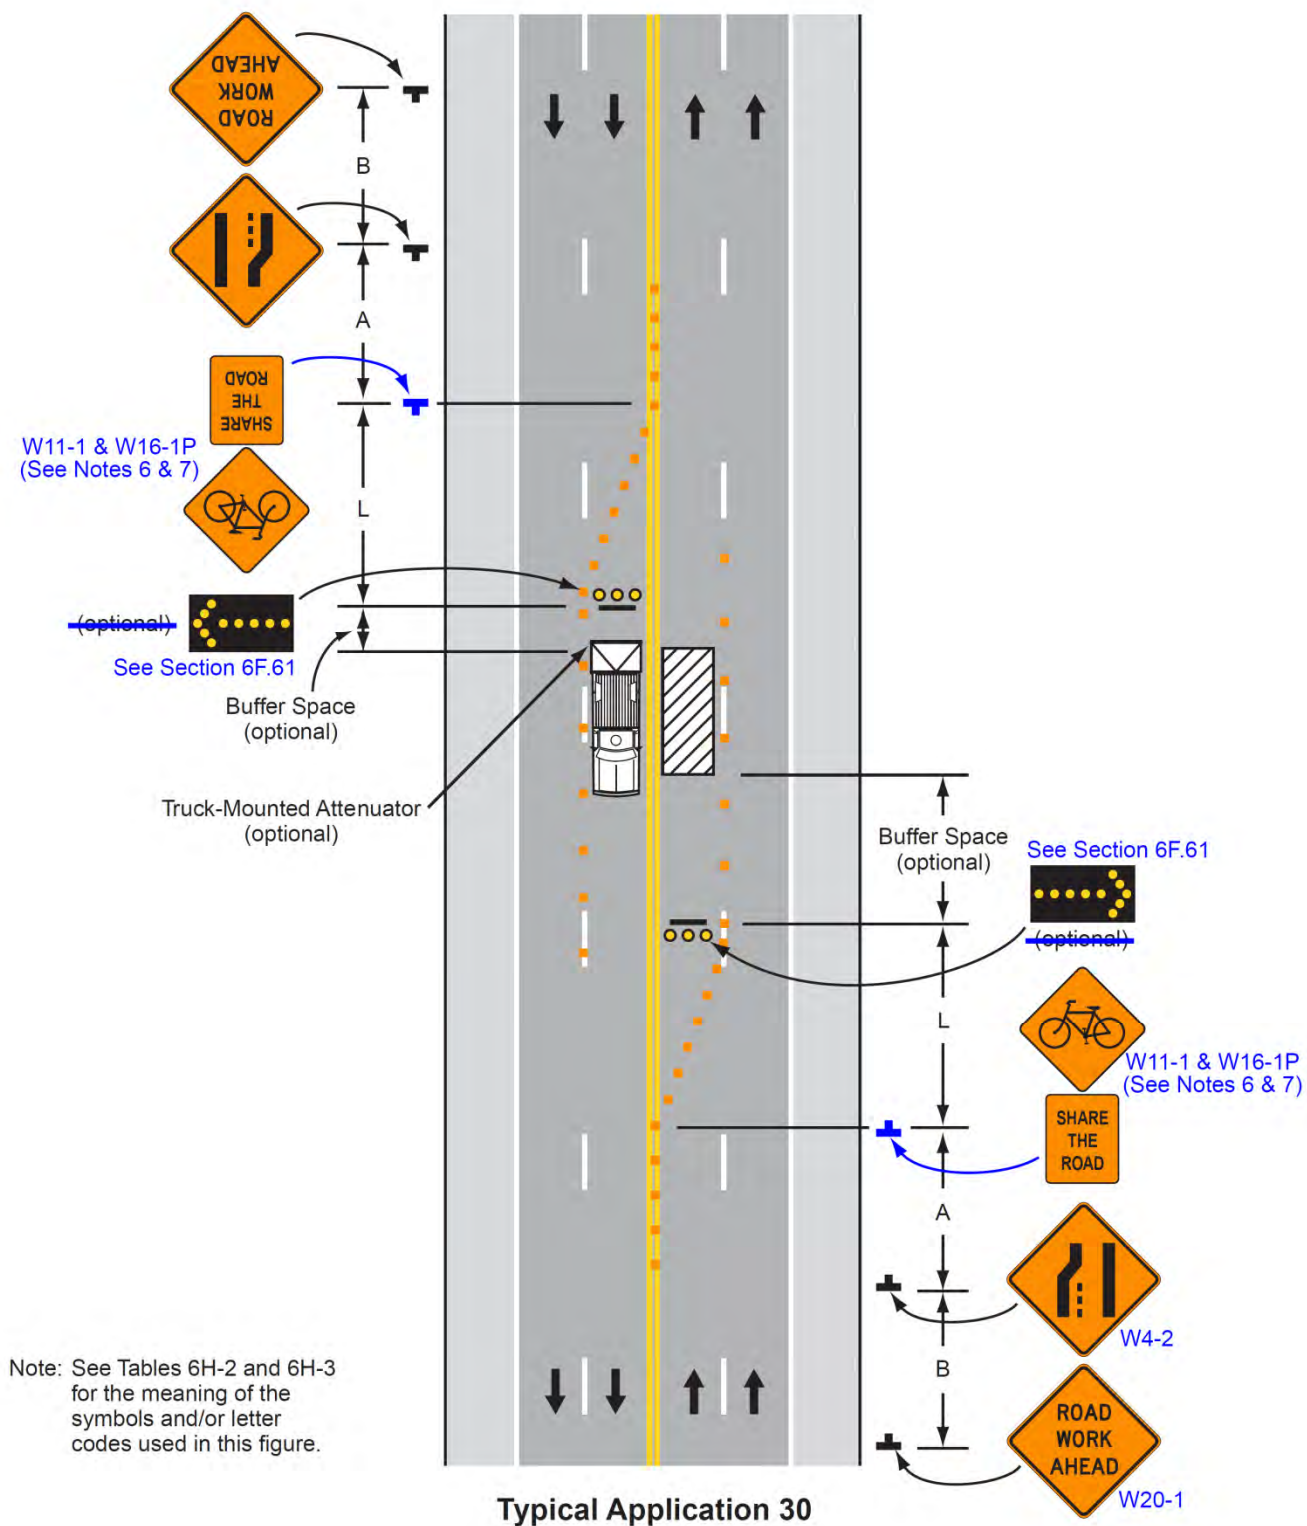 ROAD
WORK
AHEAD
B
A
SHARE
THE
ROAD
W11-1 & W16-1P
(See Notes 6 & 7)
L
(optional)
See Section 6F.61
Buffer Space
(optional)
Truck-Mounted Attenuator
(optional)
Buffer Space
(optional)
See Section 6F.61
(optional)
L
W11-1 & W16-1P
(See Notes 6 & 7)
SHARE
THE
ROAD
A
W4-2
B
ROAD
WORK
AHEAD
W20-1
Note: See Tables 6H-2 and 6H-3
for the meaning of the
symbols and/or letter
codes used in this figure.
Typical Application 30